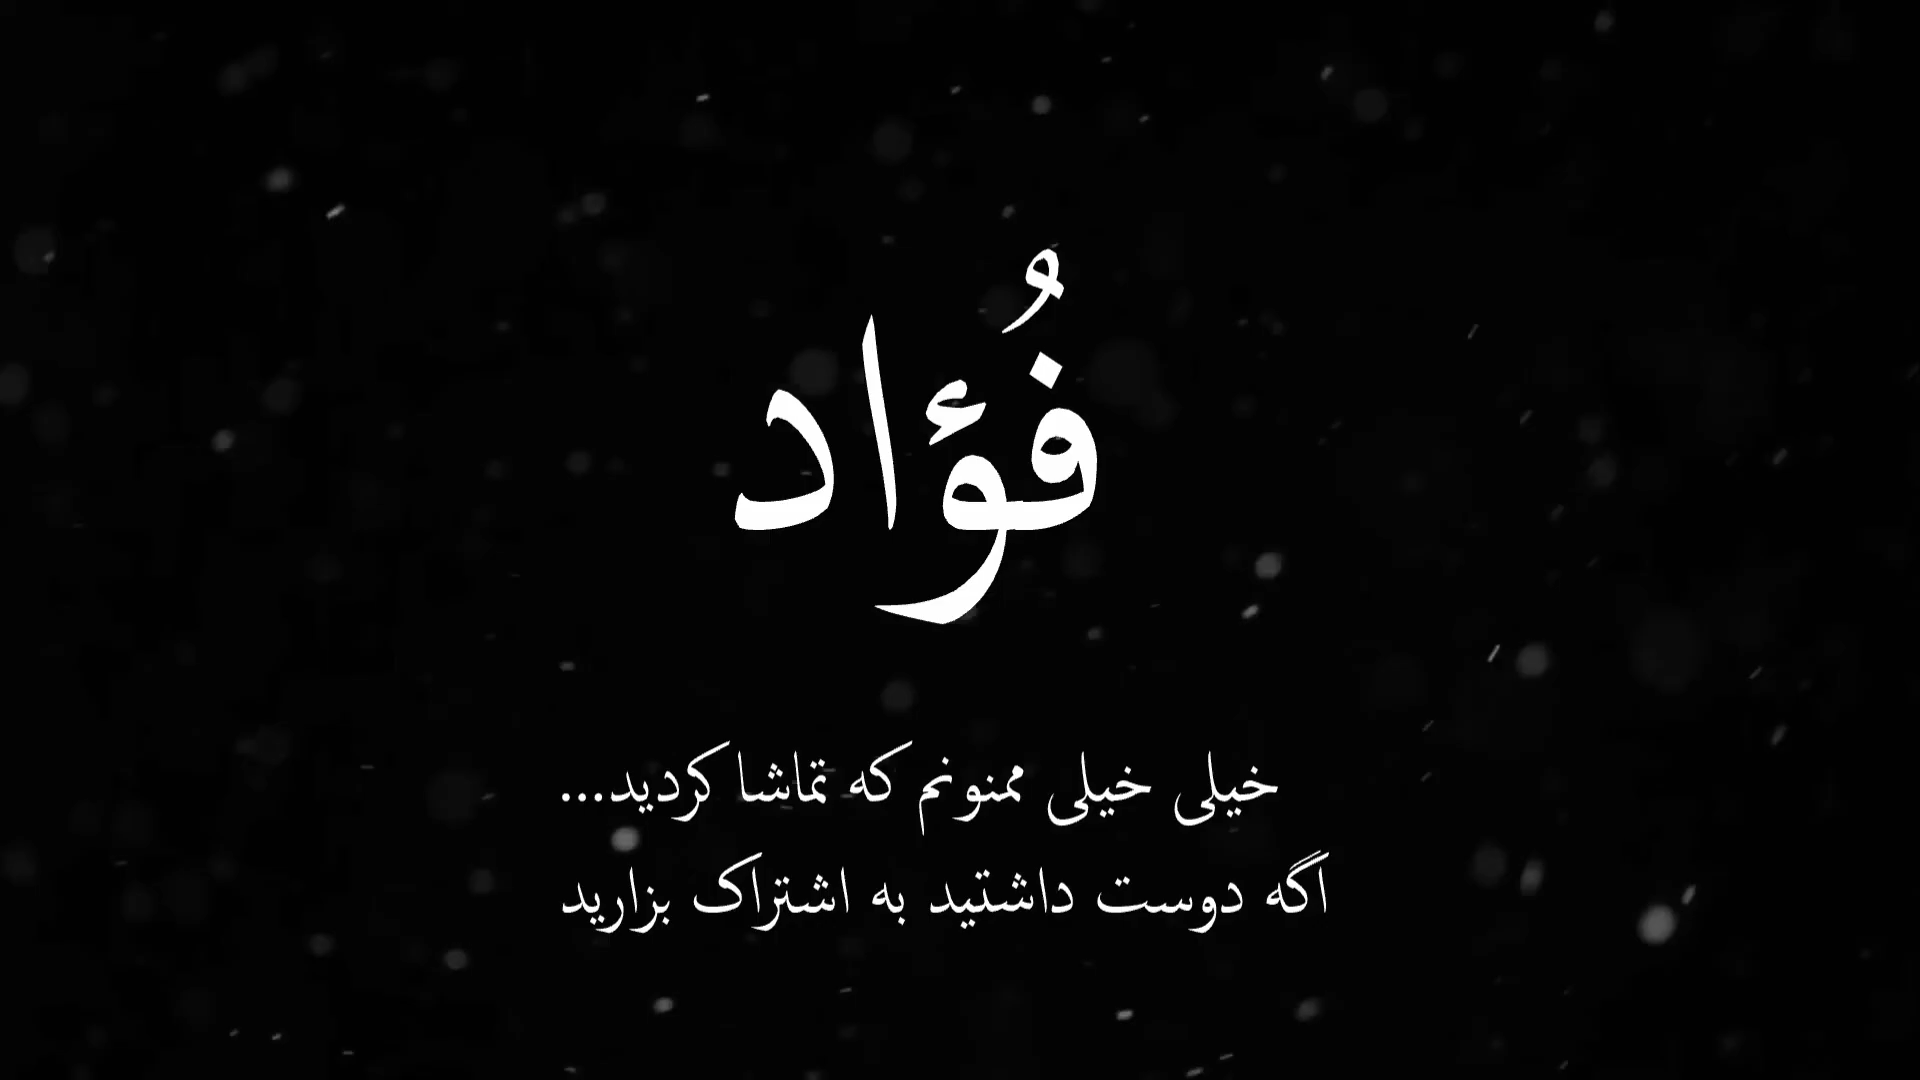 فُؤاد
خیلی خیلی ممنونم که تماشا کردید...
اگه دوست داشتید به اشتراک بزارید